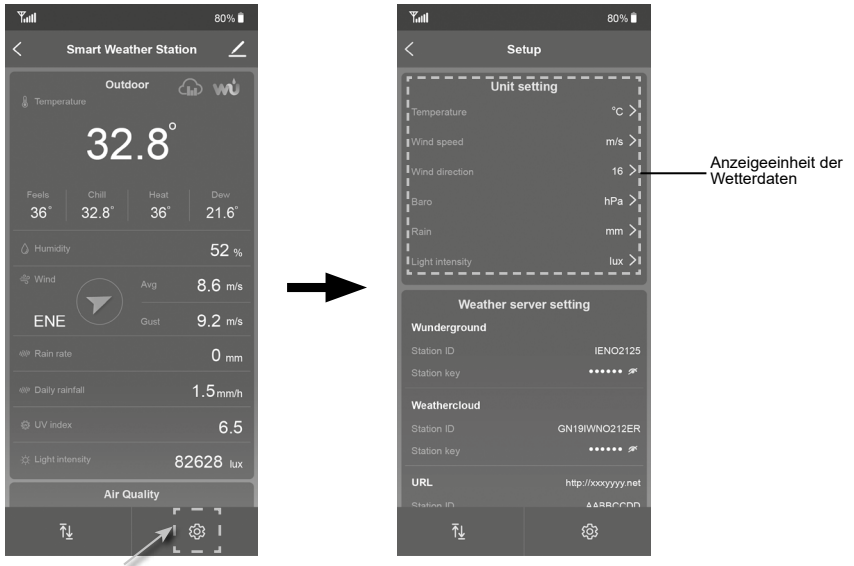 80%
Smart Weather Station
Outdoor
Temperature
32.8°
Feels Chill Heat Dew
36° 32.8° 36° 21.6°
Humidity 52 %
Wind
Avg 8.6 m/s
ENE
Gust 9.2 m/s
Rain rate 0 mm
Daily rainfall 1.5 mm/h
UV index 6.5
Light intensity 82628 lux
Air Quality
80%
Setup
Unit setting
Temperature °C
Wind speed m/s
Wind direction 16
Baro hPa
Rain mm
Light intensity lux
Weather server setting
Wunderground
Station ID IENO2125
Station key ••••••
Weathercloud
Station ID GN19IWNO212ER
Station key ••••••
URL http://xxxyyyy.net
Station ID AABBCCDD
Anzeigeeinheit der
Wetterdaten